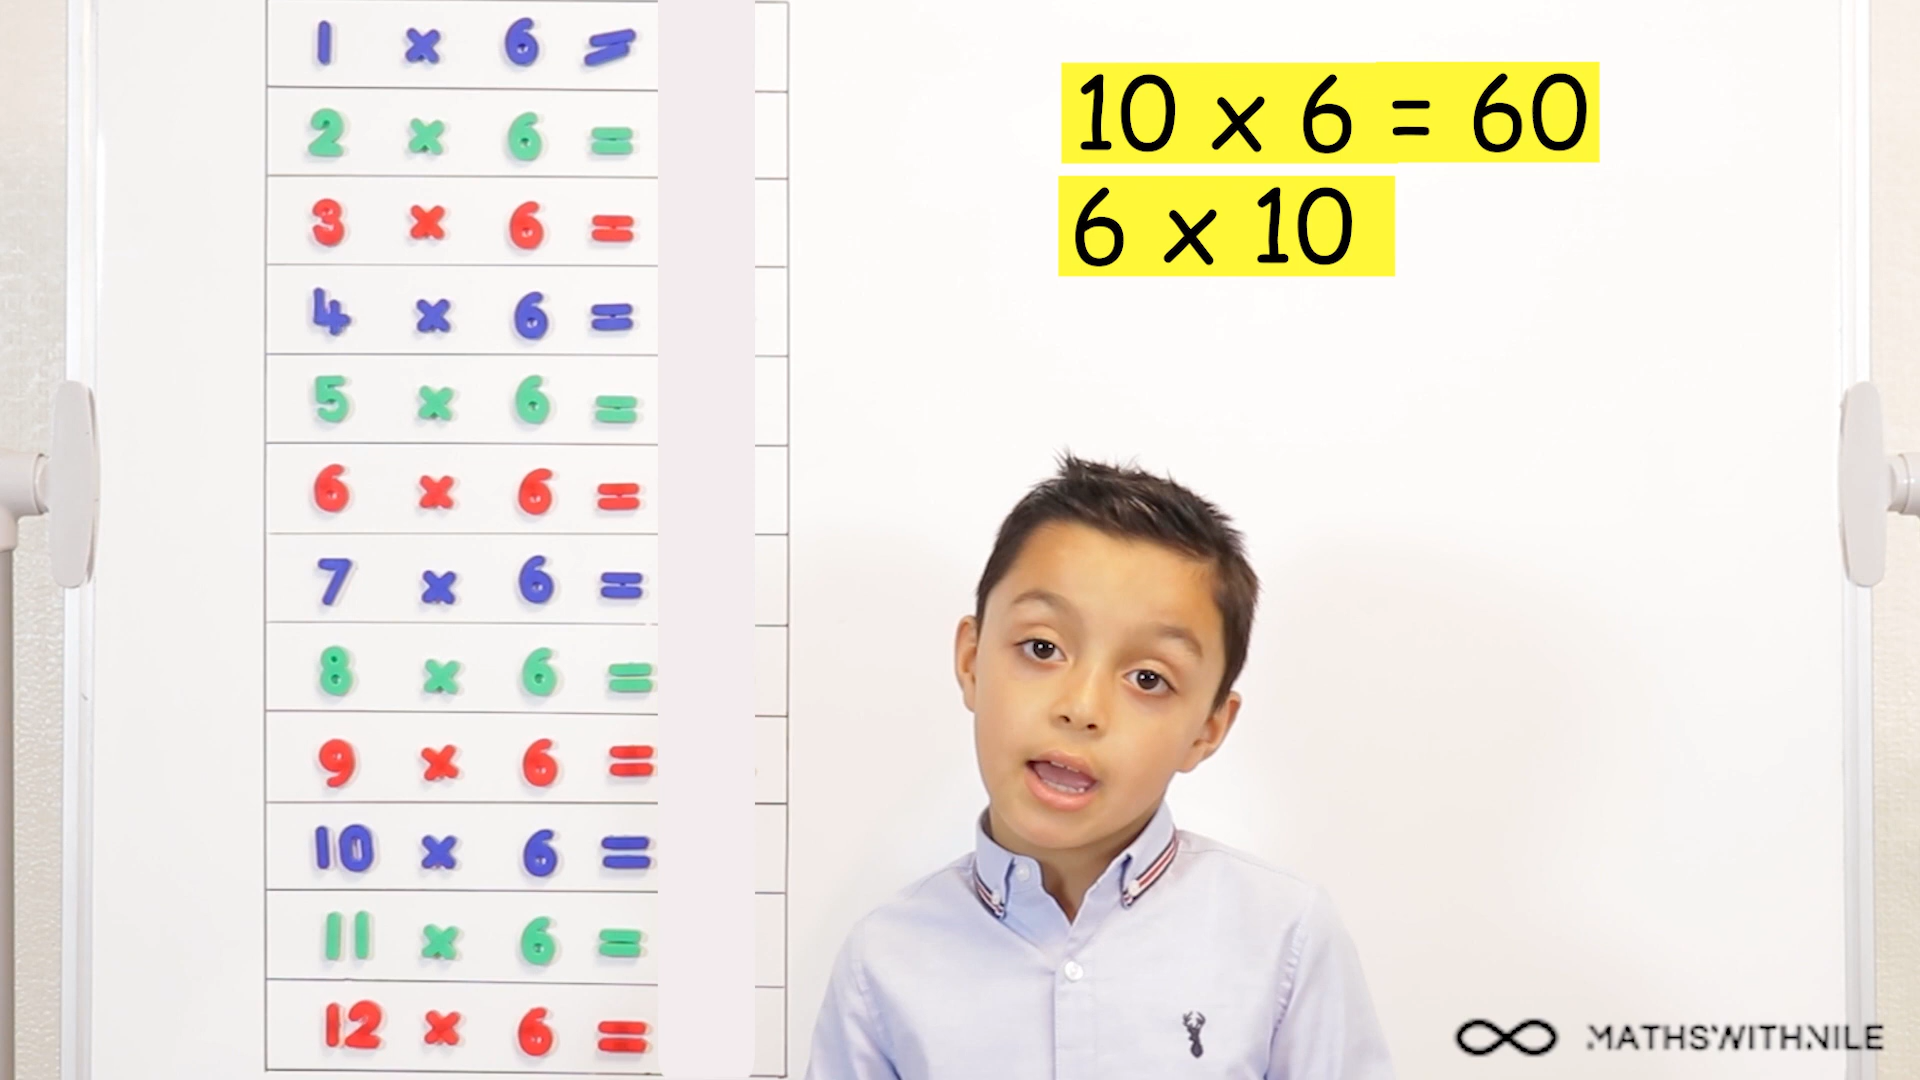 1 x 6 =
2 x 6 =
3 x 6 =
4 x 6 =
5 x 6 =
6 x 6 =
7 x 6 =
8 x 6 =
9 x 6 =
10 x 6 =
11 x 6 =
12 x 6 =
10 x 6 = 60
6 x 10
MATHSWITHNILE